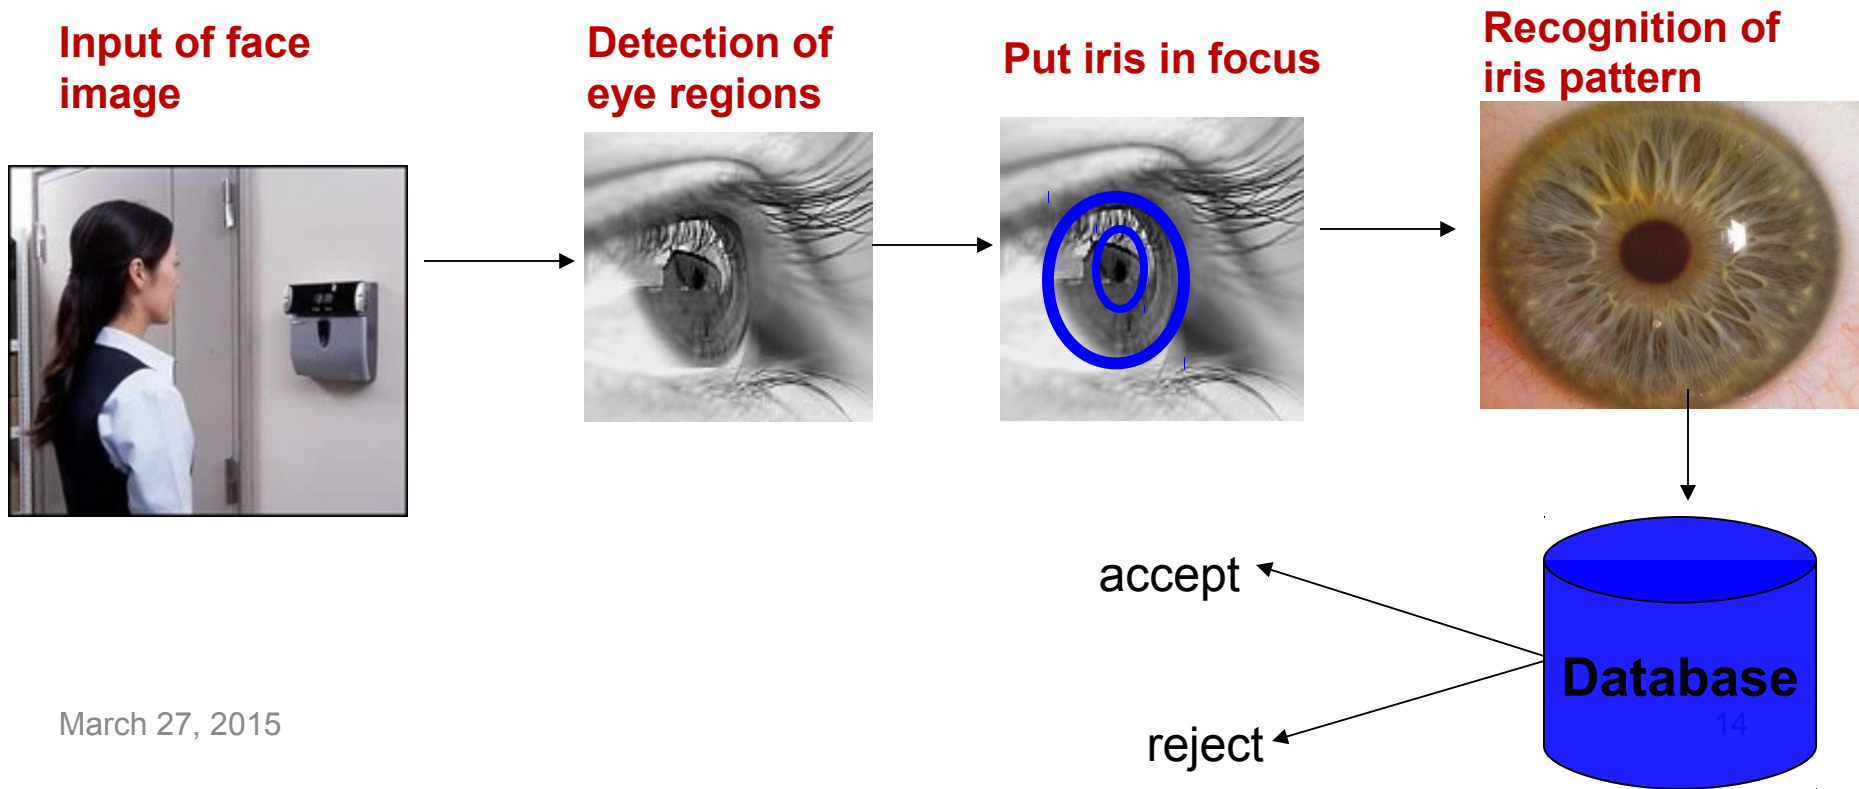 Input of face
image
Detection of
eye regions
Put iris in focus
Recognition of
iris pattern
accept
Database
reject
March 27, 2015
14